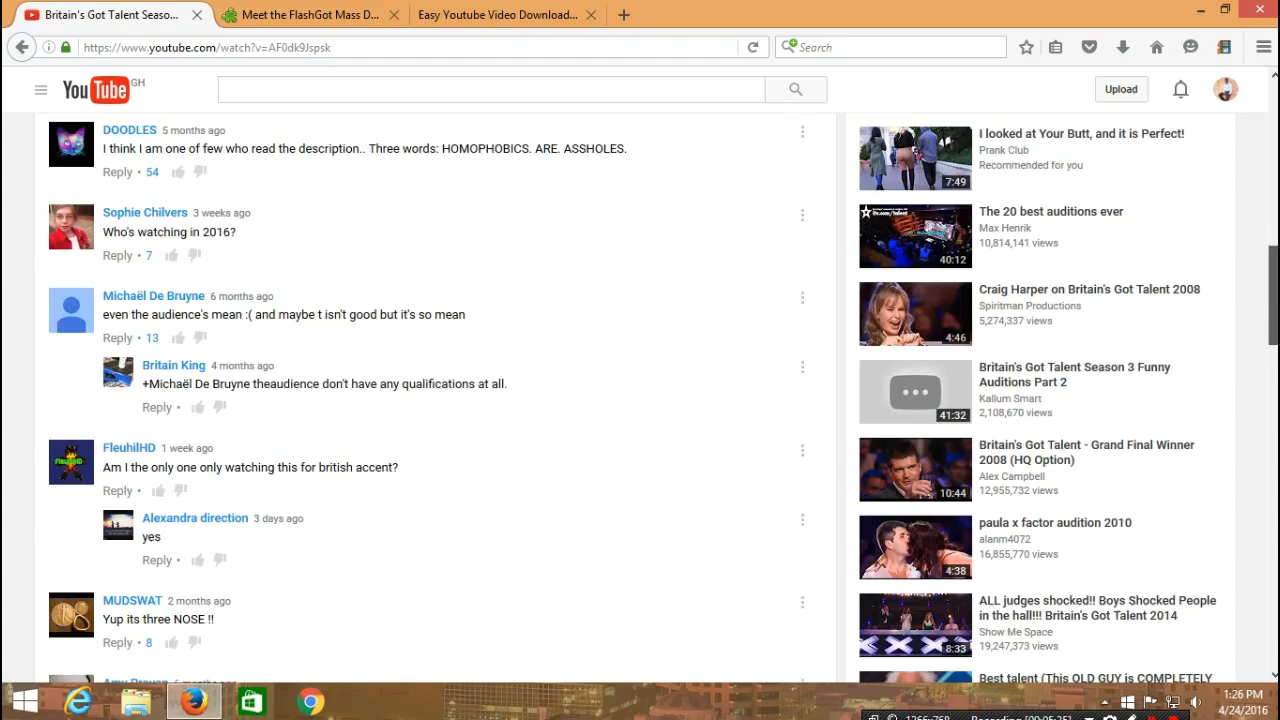 Britain's Got Talent Seaso...
Meet the FlashGot Mass D...
Easy Youtube Video Download...
https://www.youtube.com/watch?v=AF0dk9Jspsk
Search
YouTube GH
Upload
DOODLES 5 months ago
I think I am one of few who read the description.. Three words: HOMOPHOBICS. ARE. ASSHOLES.
Reply • 54
Sophie Chilvers 3 weeks ago
Who's watching in 2016?
Reply • 7
Michaël De Bruyne 6 months ago
even the audience's mean :( and maybe t isn't good but it's so mean
Reply • 13
Britain King 4 months ago
+Michaël De Bruyne theaudience don't have any qualifications at all.
Reply •
FleuhilHD 1 week ago
Am I the only one only watching this for british accent?
Reply •
Alexandra direction 3 days ago
yes
Reply •
MUDSWAT 2 months ago
Yup its three NOSE !!
Reply • 8
I looked at Your Butt, and it is Perfect!
Prank Club
Recommended for you
7:49
The 20 best auditions ever
Max Henrik
10,814,141 views
40:12
Craig Harper on Britain's Got Talent 2008
Spiritman Productions
5,274,337 views
4:46
Britain's Got Talent Season 3 Funny
Auditions Part 2
Kallum Smart
2,108,670 views
41:32
Britain's Got Talent - Grand Final Winner
2008 (HQ Option)
Alex Campbell
12,955,732 views
10:44
paula x factor audition 2010
alanm4072
16,855,770 views
4:38
ALL judges shocked!! Boys Shocked People
in the hall!!! Britain's Got Talent 2014
Show Me Space
19,247,373 views
8:33
Best talent (This OLD GUY is COMPLETELY
1:26 PM
4/24/2016